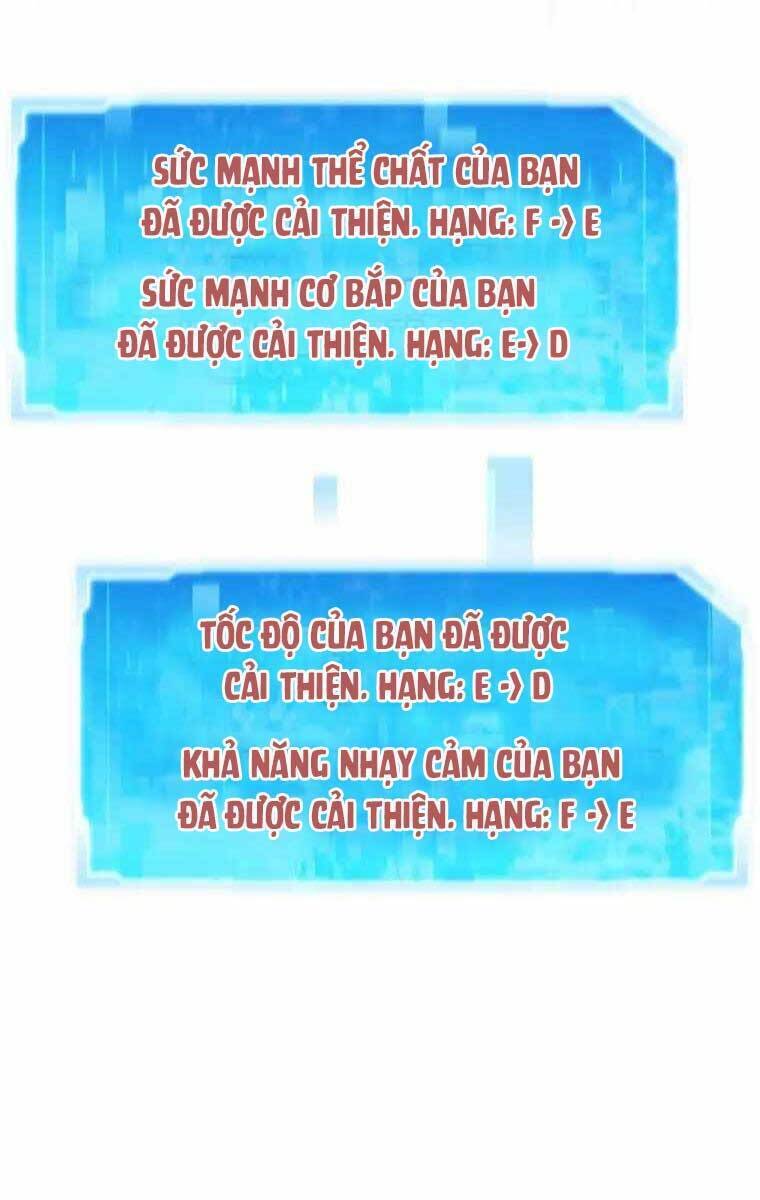 SỨC MẠNH THỂ CHẤT CỦA BẠN
ĐÃ ĐƯỢC CẢI THIỆN. HẠNG: F -> E
SỨC MẠNH CƠ BẮP CỦA BẠN
ĐÃ ĐƯỢC CẢI THIỆN. HẠNG: E-> D
TỐC ĐỘ CỦA BẠN ĐÃ ĐƯỢC
CẢI THIỆN. HẠNG: E -> D
KHẢ NĂNG NHẠY CẢM CỦA BẠN
ĐÃ ĐƯỢC CẢI THIỆN. HẠNG: F -> E